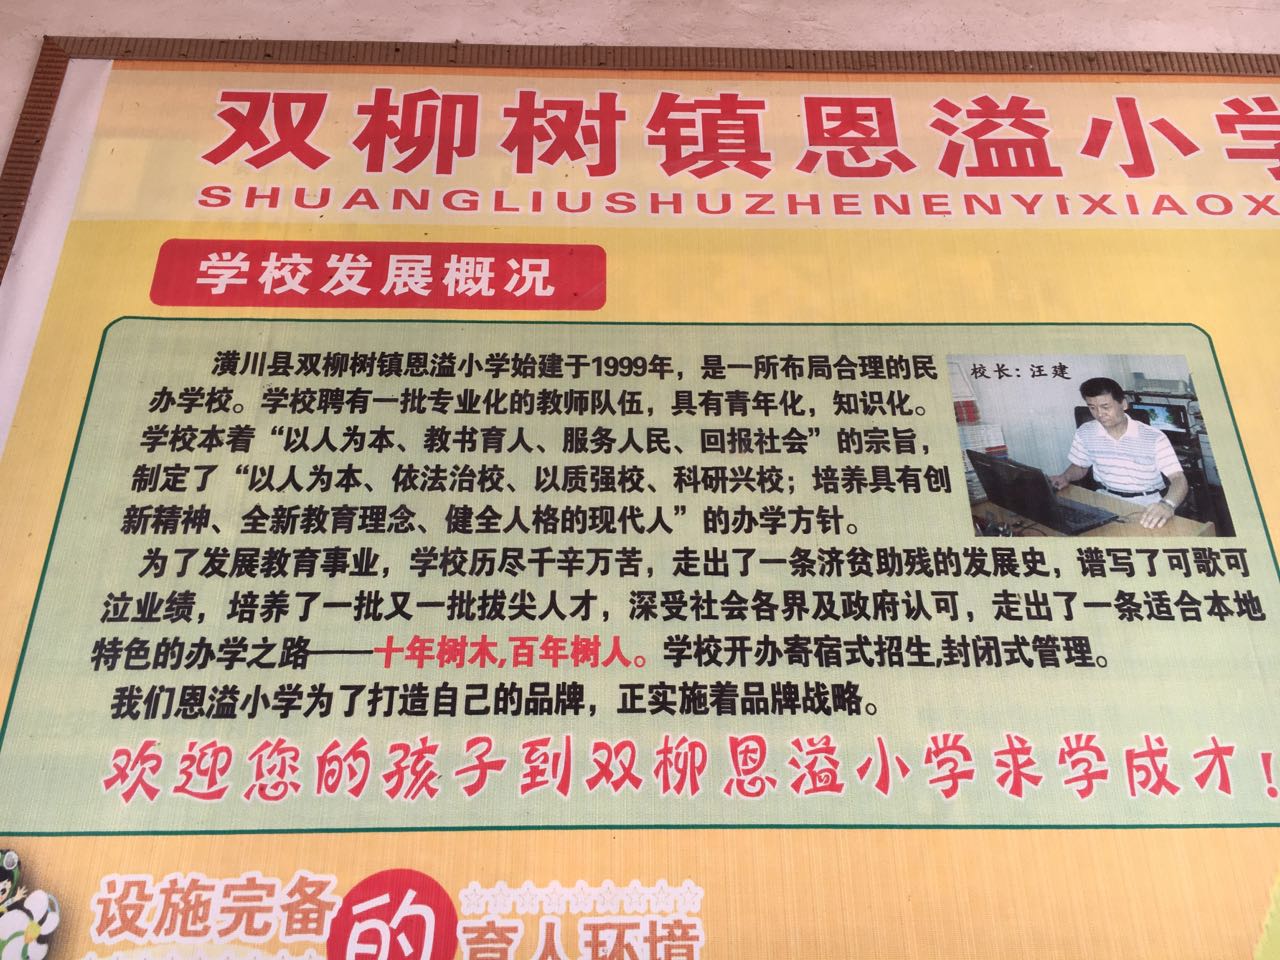 双柳树镇恩溢小学
SHUANGLIUSHUZHENENYIXIAOX
学校发展概况
潢川县双柳树镇恩溢小学始建于1999年，是一所布局合理的民
办学校。学校聘有一批专业化的教师队伍，具有青年化，知识化。
学校本着“以人为本、教书育人、服务人民、回报社会”的宗旨，
制定了“以人为本、依法治校、以质强校、科研兴校；培养具有创
新精神、全新教育理念、健全人格的现代人”的办学方针。
校长：汪建
为了发展教育事业，学校历尽千辛万苦，走出了一条济贫助残的发展史，谱写了可歌可
泣业绩，培养了一批又一批拔尖人才，深受社会各界及政府认可，走出了一条适合本地
特色的办学之路——十年树木,百年树人。学校开办寄宿式招生,封闭式管理。
我们恩溢小学为了打造自己的品牌，正实施着品牌战略。
欢迎您的孩子到双柳恩溢小学求学成才！
设施完备的育人环境